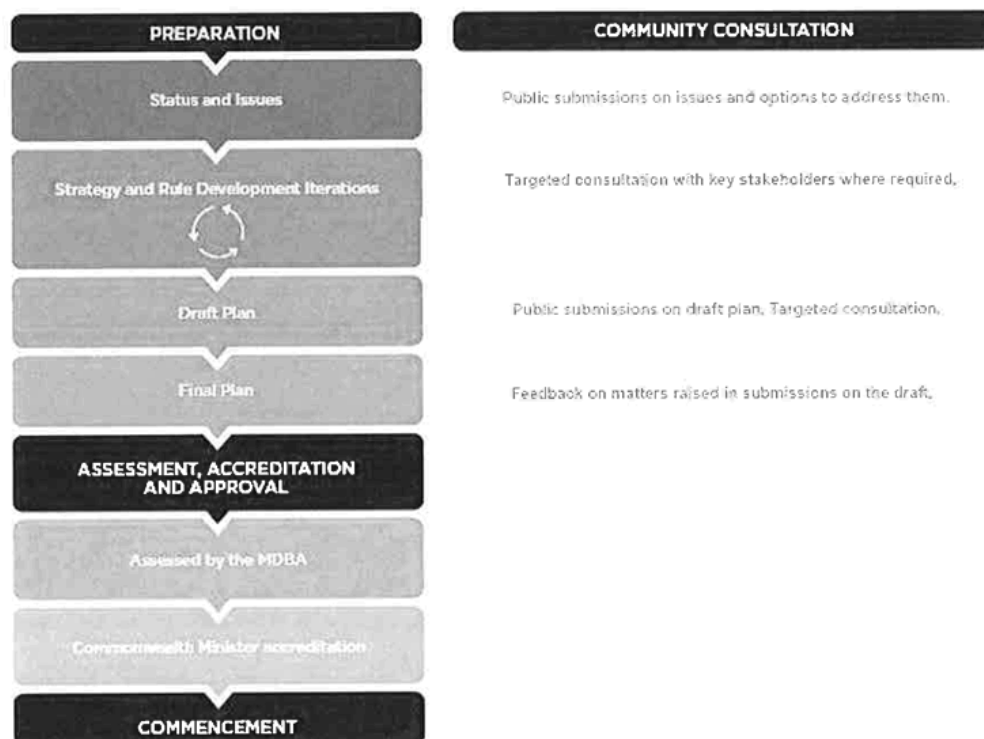 PREPARATION
Status and Issues
Strategy and Rule Development Iterations
Draft Plan
Final Plan
ASSESSMENT, ACCREDITATION
AND APPROVAL
Assessed by the MDBA
Commonwealth Minister accreditation
COMMENCEMENT
COMMUNITY CONSULTATION
Public submissions on issues and options to address them.
Targeted consultation with key stakeholders where required.
Public submissions on draft plan. Targeted consultation.
Feedback on matters raised in submissions on the draft.